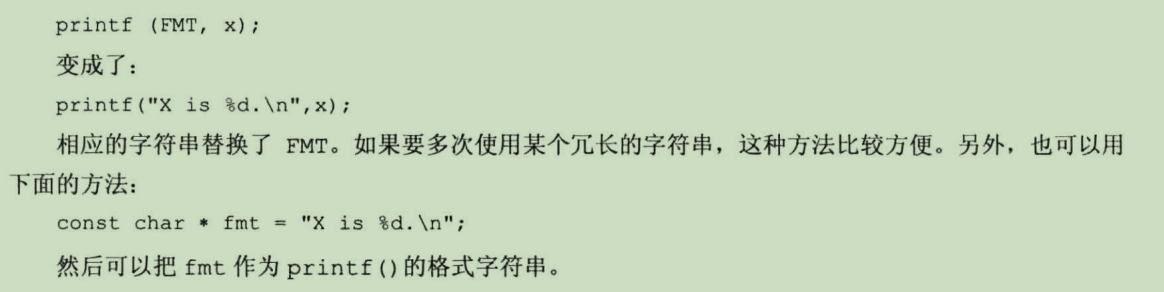 printf (FMT, x);
变成了：
printf("X is %d.\n",x);
相应的字符串替换了 FMT。如果要多次使用某个冗长的字符串，这种方法比较方便。另外，也可以用
下面的方法：
const char * fmt = "X is %d.\n";
然后可以把 fmt 作为 printf()的格式字符串。